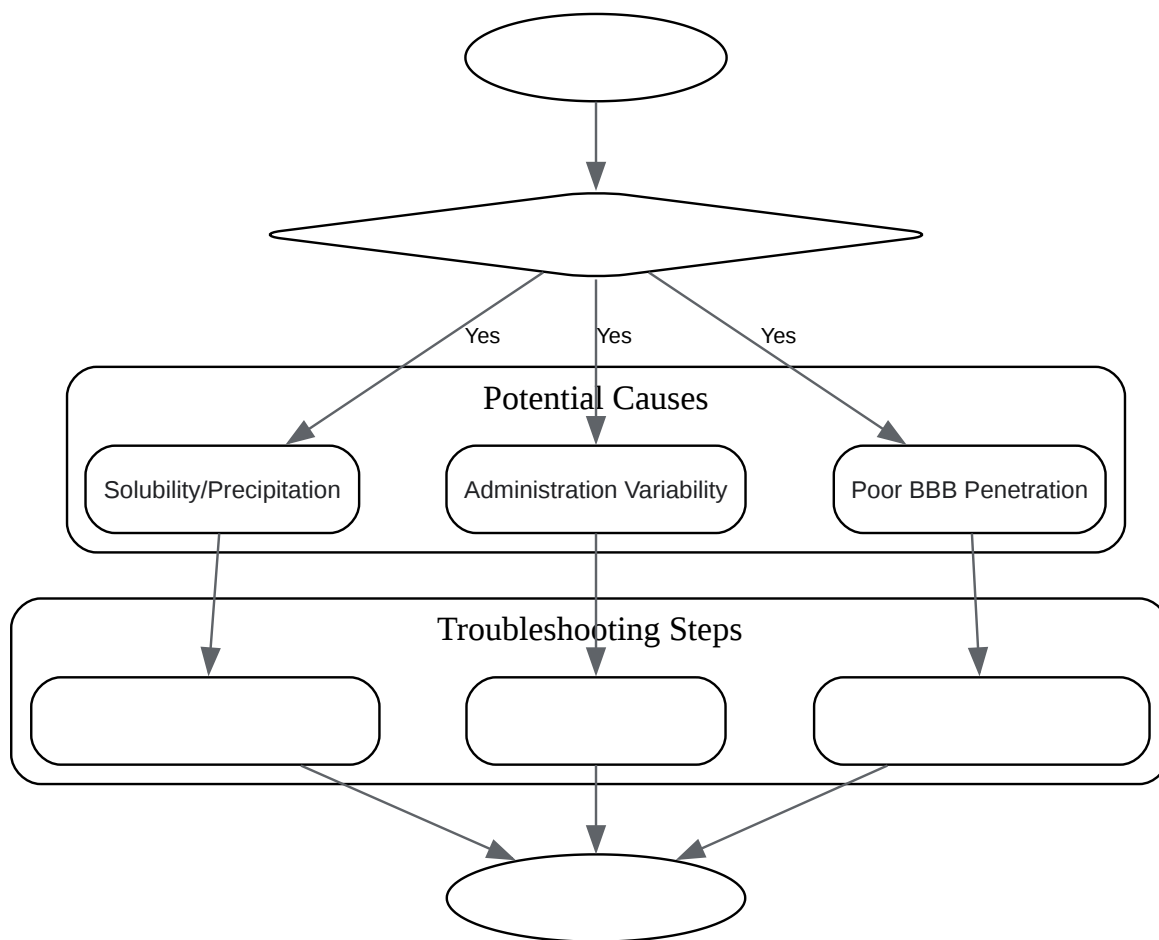 Yes
Yes
Yes
Potential Causes
Solubility/Precipitation
Administration Variability
Poor BBB Penetration
Troubleshooting Steps